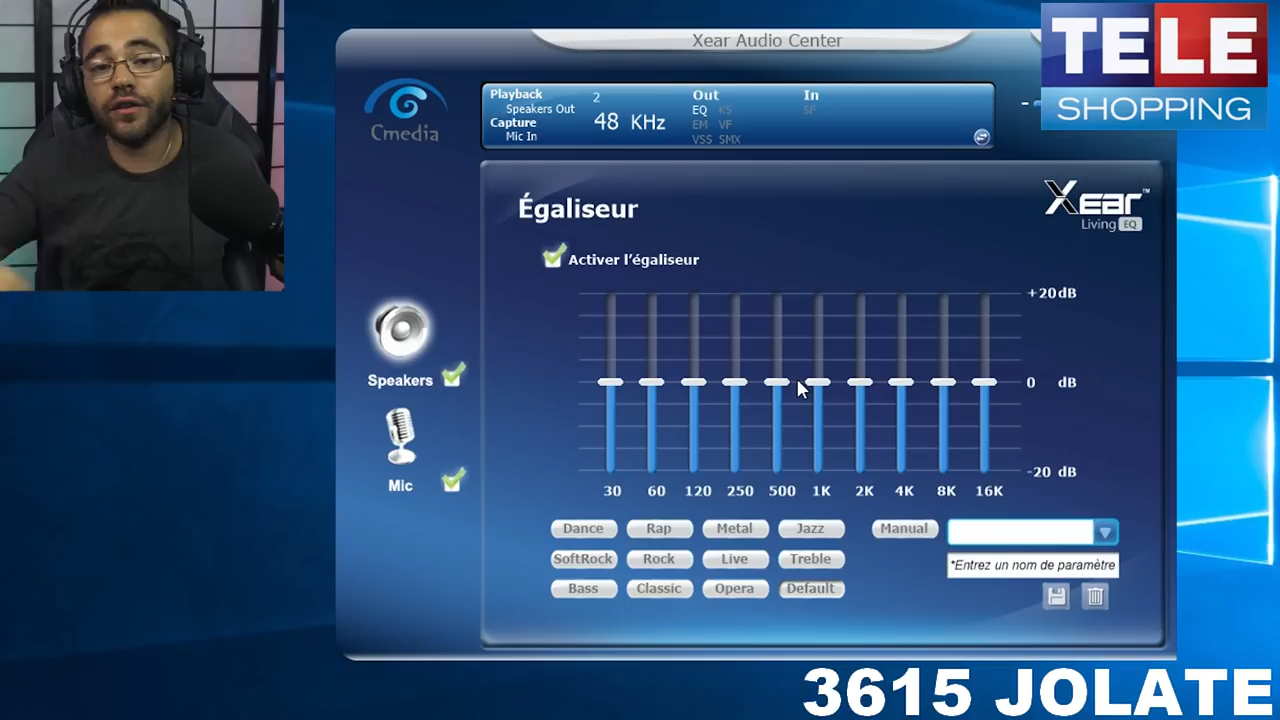 Xear Audio Center
TELE
SHOPPING
Cmedia
Playback 2 Out In
Speakers Out EQ KS SF
Capture 48 KHz EM VF
Mic In VSS SMX
Égaliseur
Xear™
Living EQ
Activer l'égaliseur
+20dB
0 dB
-20 dB
Speakers
Mic
30 60 120 250 500 1K 2K 4K 8K 16K
Dance Rap Metal Jazz Manual
SoftRock Rock Live Treble
*Entrez un nom de paramètre
Bass Classic Opera Default
3615 JOLATE